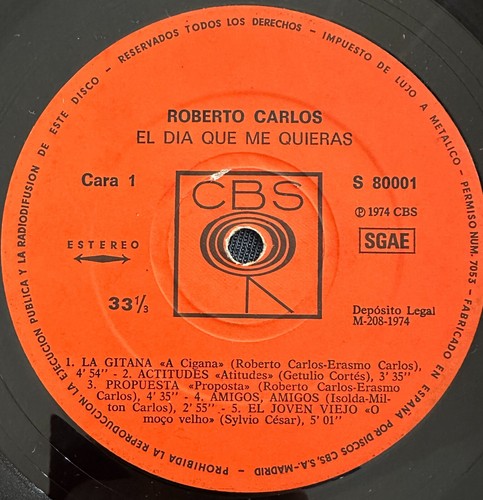 RESERVADOS TODOS LOS DERECHOS — IMPUESTO DE LUJO A METALICO — PERMISO NUM. 7053 — FABRICADO EN ESPAÑA POR DISCOS CBS, S.A.-MADRID
PROHIBIDA LA REPRODUCCION, LA EJECUCION PUBLICA Y LA RADIODIFUSION DE ESTE DISCO —
ROBERTO CARLOS
EL DIA QUE ME QUIERAS
Cara 1
S 80001
CBS
℗ 1974 CBS
SGAE
ESTEREO
33 1/3
Depósito Legal
M-208-1974
1. LA GITANA «A Cigana» (Roberto Carlos-Erasmo Carlos),
4' 54" - 2. ACTITUDES «Atitudes» (Getulio Cortés), 3' 35"
3. PROPUESTA «Proposta» (Roberto Carlos-Erasmo
Carlos), 4' 35" - 4. AMIGOS, AMIGOS (Isolda-Mil-
ton Carlos), 2' 55" - 5. EL JOVEN VIEJO «O
moço velho» (Sylvio César), 5' 01"